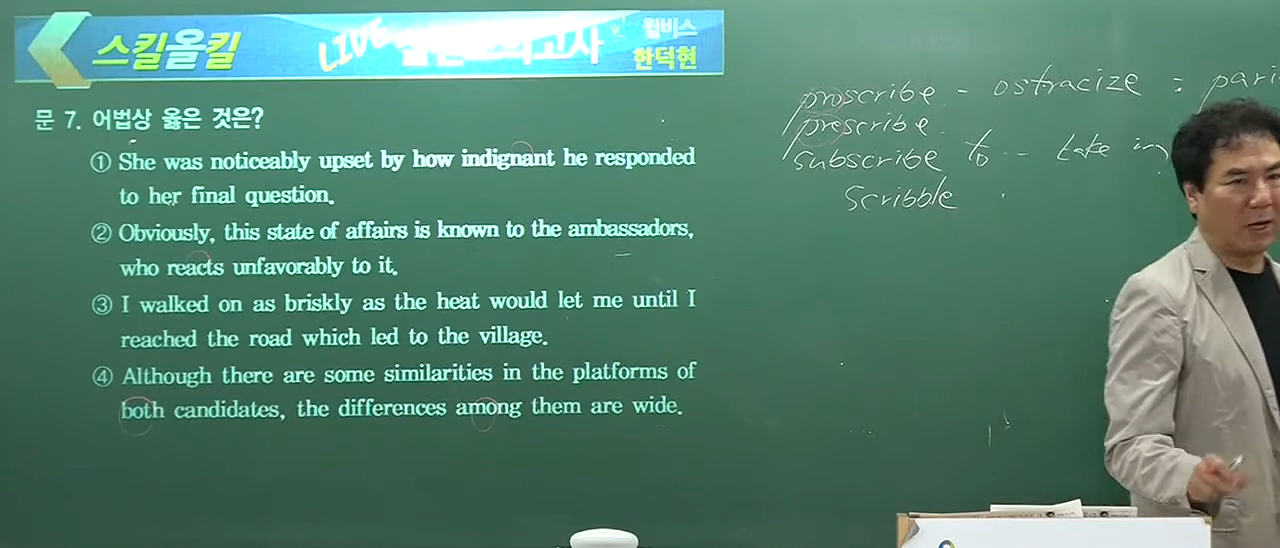 스킬올킬
LIVE
한덕현
문 7. 어법상 옳은 것은?
① She was noticeably upset by how indignant he responded
to her final question.
② Obviously, this state of affairs is known to the ambassadors,
who reacts unfavorably to it.
③ I walked on as briskly as the heat would let me until I
reached the road which led to the village.
④ Although there are some similarities in the platforms of
both candidates, the differences among them are wide.
proscribe - ostracize =
prescribe
subscribe to - take
scribble